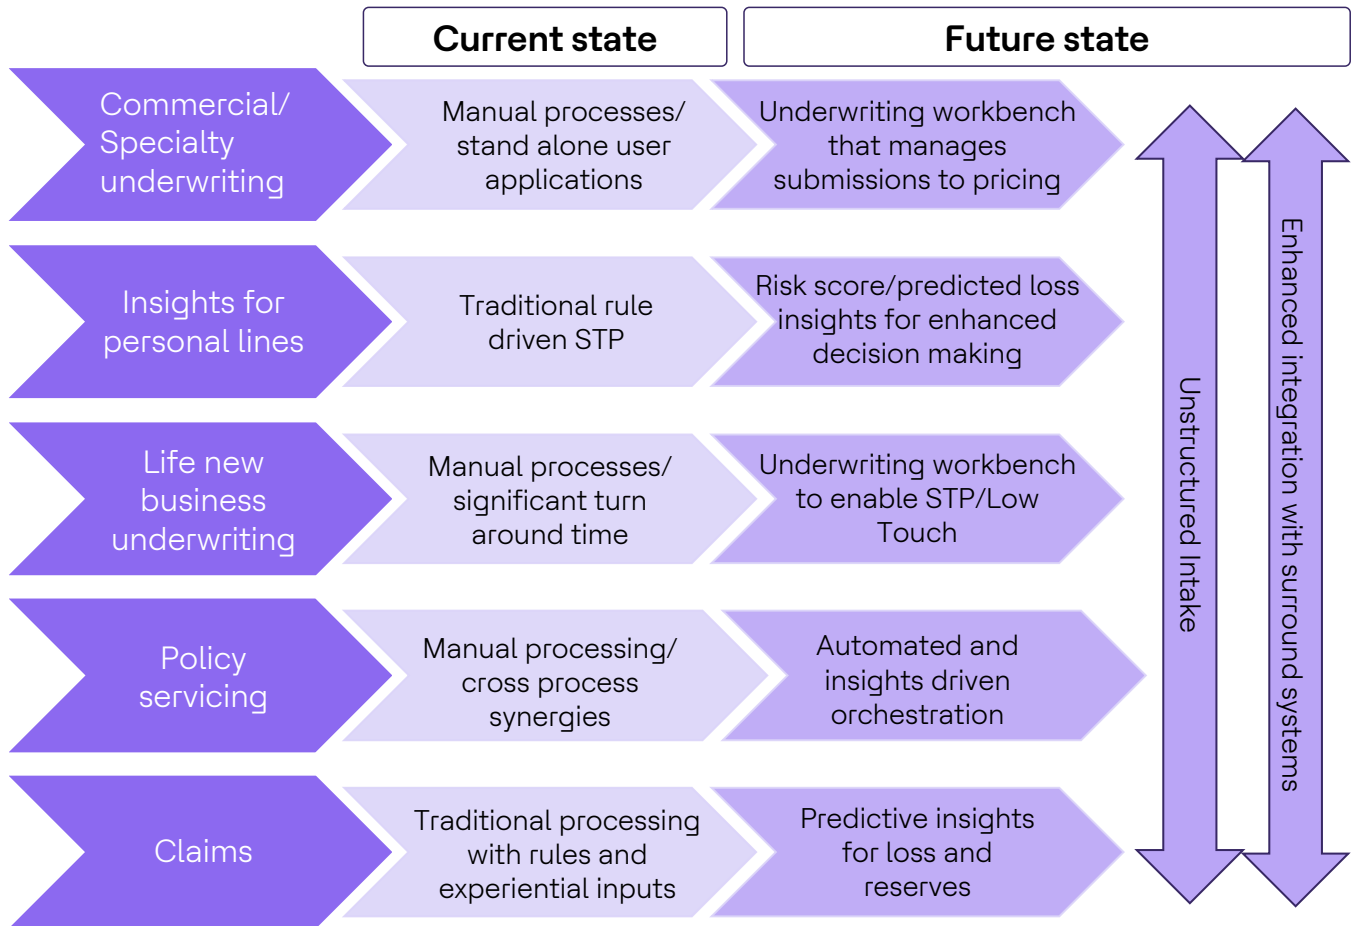 Current state
Future state
Commercial/
Specialty
underwriting
Manual processes/
stand alone user
applications
Underwriting workbench
that manages
submissions to pricing
Insights for
personal lines
Traditional rule
driven STP
Risk score/predicted loss
insights for enhanced
decision making
Life new
business
underwriting
Manual processes/
significant turn
around time
Underwriting workbench
to enable STP/Low
Touch
Policy
servicing
Manual processing/
cross process
synergies
Automated and
insights driven
orchestration
Claims
Traditional processing
with rules and
experiential inputs
Predictive insights
for loss and
reserves
Unstructured Intake
Enhanced integration with surround systems